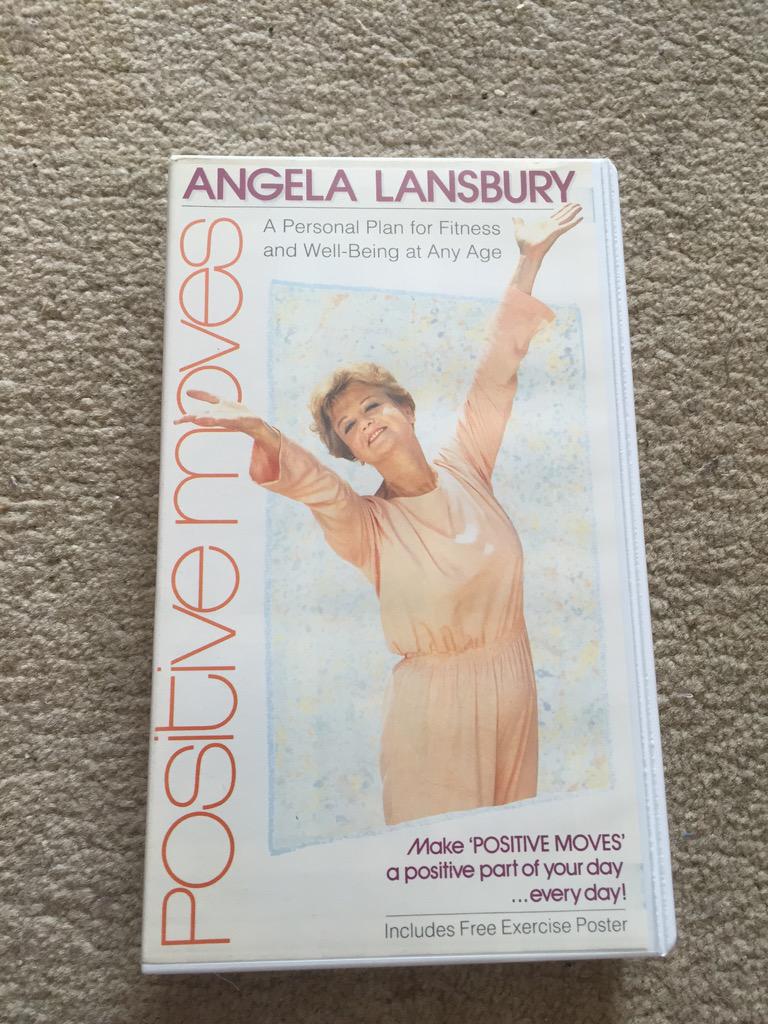 ANGELA LANSBURY
A Personal Plan for Fitness
and Well-Being at Any Age
POSITIVE MOVES
Make 'POSITIVE MOVES'
a positive part of your day
...every day!
Includes Free Exercise Poster